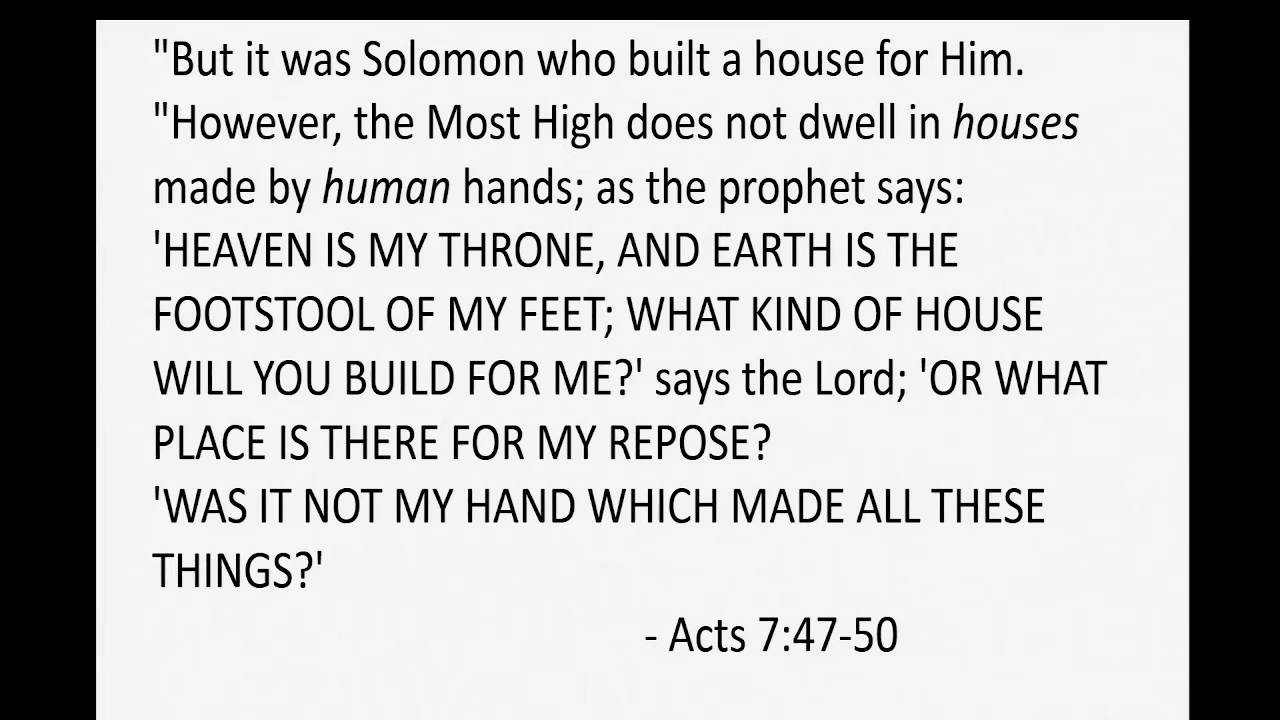 "But it was Solomon who built a house for Him.
"However, the Most High does not dwell in houses
made by human hands; as the prophet says:
'HEAVEN IS MY THRONE, AND EARTH IS THE
FOOTSTOOL OF MY FEET; WHAT KIND OF HOUSE
WILL YOU BUILD FOR ME?' says the Lord; 'OR WHAT
PLACE IS THERE FOR MY REPOSE?
'WAS IT NOT MY HAND WHICH MADE ALL THESE
THINGS?'
- Acts 7:47-50